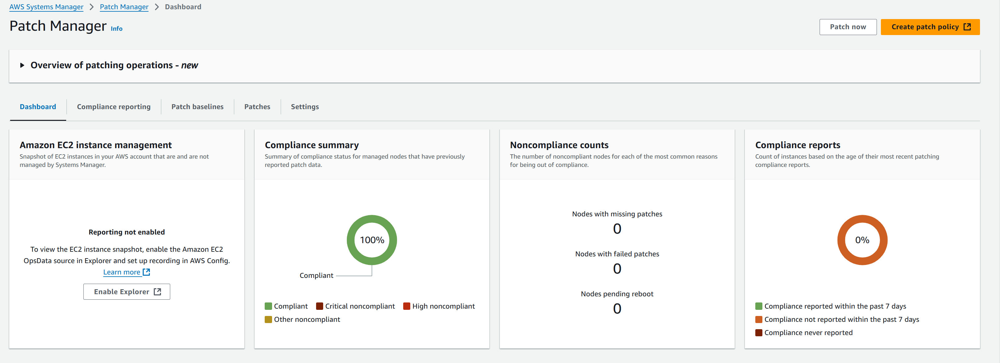 AWS Systems Manager > Patch Manager > Dashboard
Patch Manager Info
Patch now
Create patch policy
Overview of patching operations - new
Dashboard
Compliance reporting
Patch baselines
Patches
Settings
Amazon EC2 instance management
Snapshot of EC2 instances in your AWS account that are and are not
managed by Systems Manager.
Reporting not enabled
To view the EC2 instance snapshot, enable the Amazon EC2
OpsData source in Explorer and set up recording in AWS Config.
Learn more
Enable Explorer
Compliance summary
Summary of compliance status for managed nodes that have previously
reported patch data.
100%
Compliant
Compliant
Critical noncompliant
High noncompliant
Other noncompliant
Noncompliance counts
The number of noncompliant nodes for each of the most common reasons
for being out of compliance.
Nodes with missing patches
0
Nodes with failed patches
0
Nodes pending reboot
0
Compliance reports
Count of instances based on the age of their most recent patching
compliance reports.
0%
Compliance reported within the past 7 days
Compliance not reported within the past 7 days
Compliance never reported